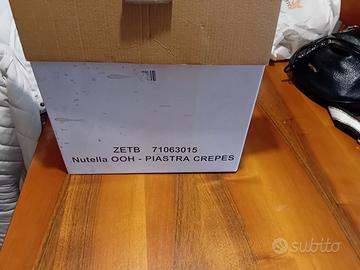 ZETB 71063015
Nutella OOH - PIASTRA CREPES
subito